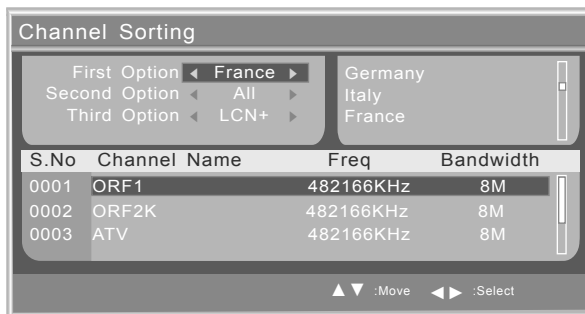 Channel Sorting
First Option ◀ France ▶
Second Option ◀ All ▶
Third Option ◀ LCN+ ▶
Germany
Italy
France
S.No Channel Name Freq Bandwidth
0001 ORF1 482166KHz 8M
0002 ORF2K 482166KHz 8M
0003 ATV 482166KHz 8M
▲▼ :Move ◀▶ :Select